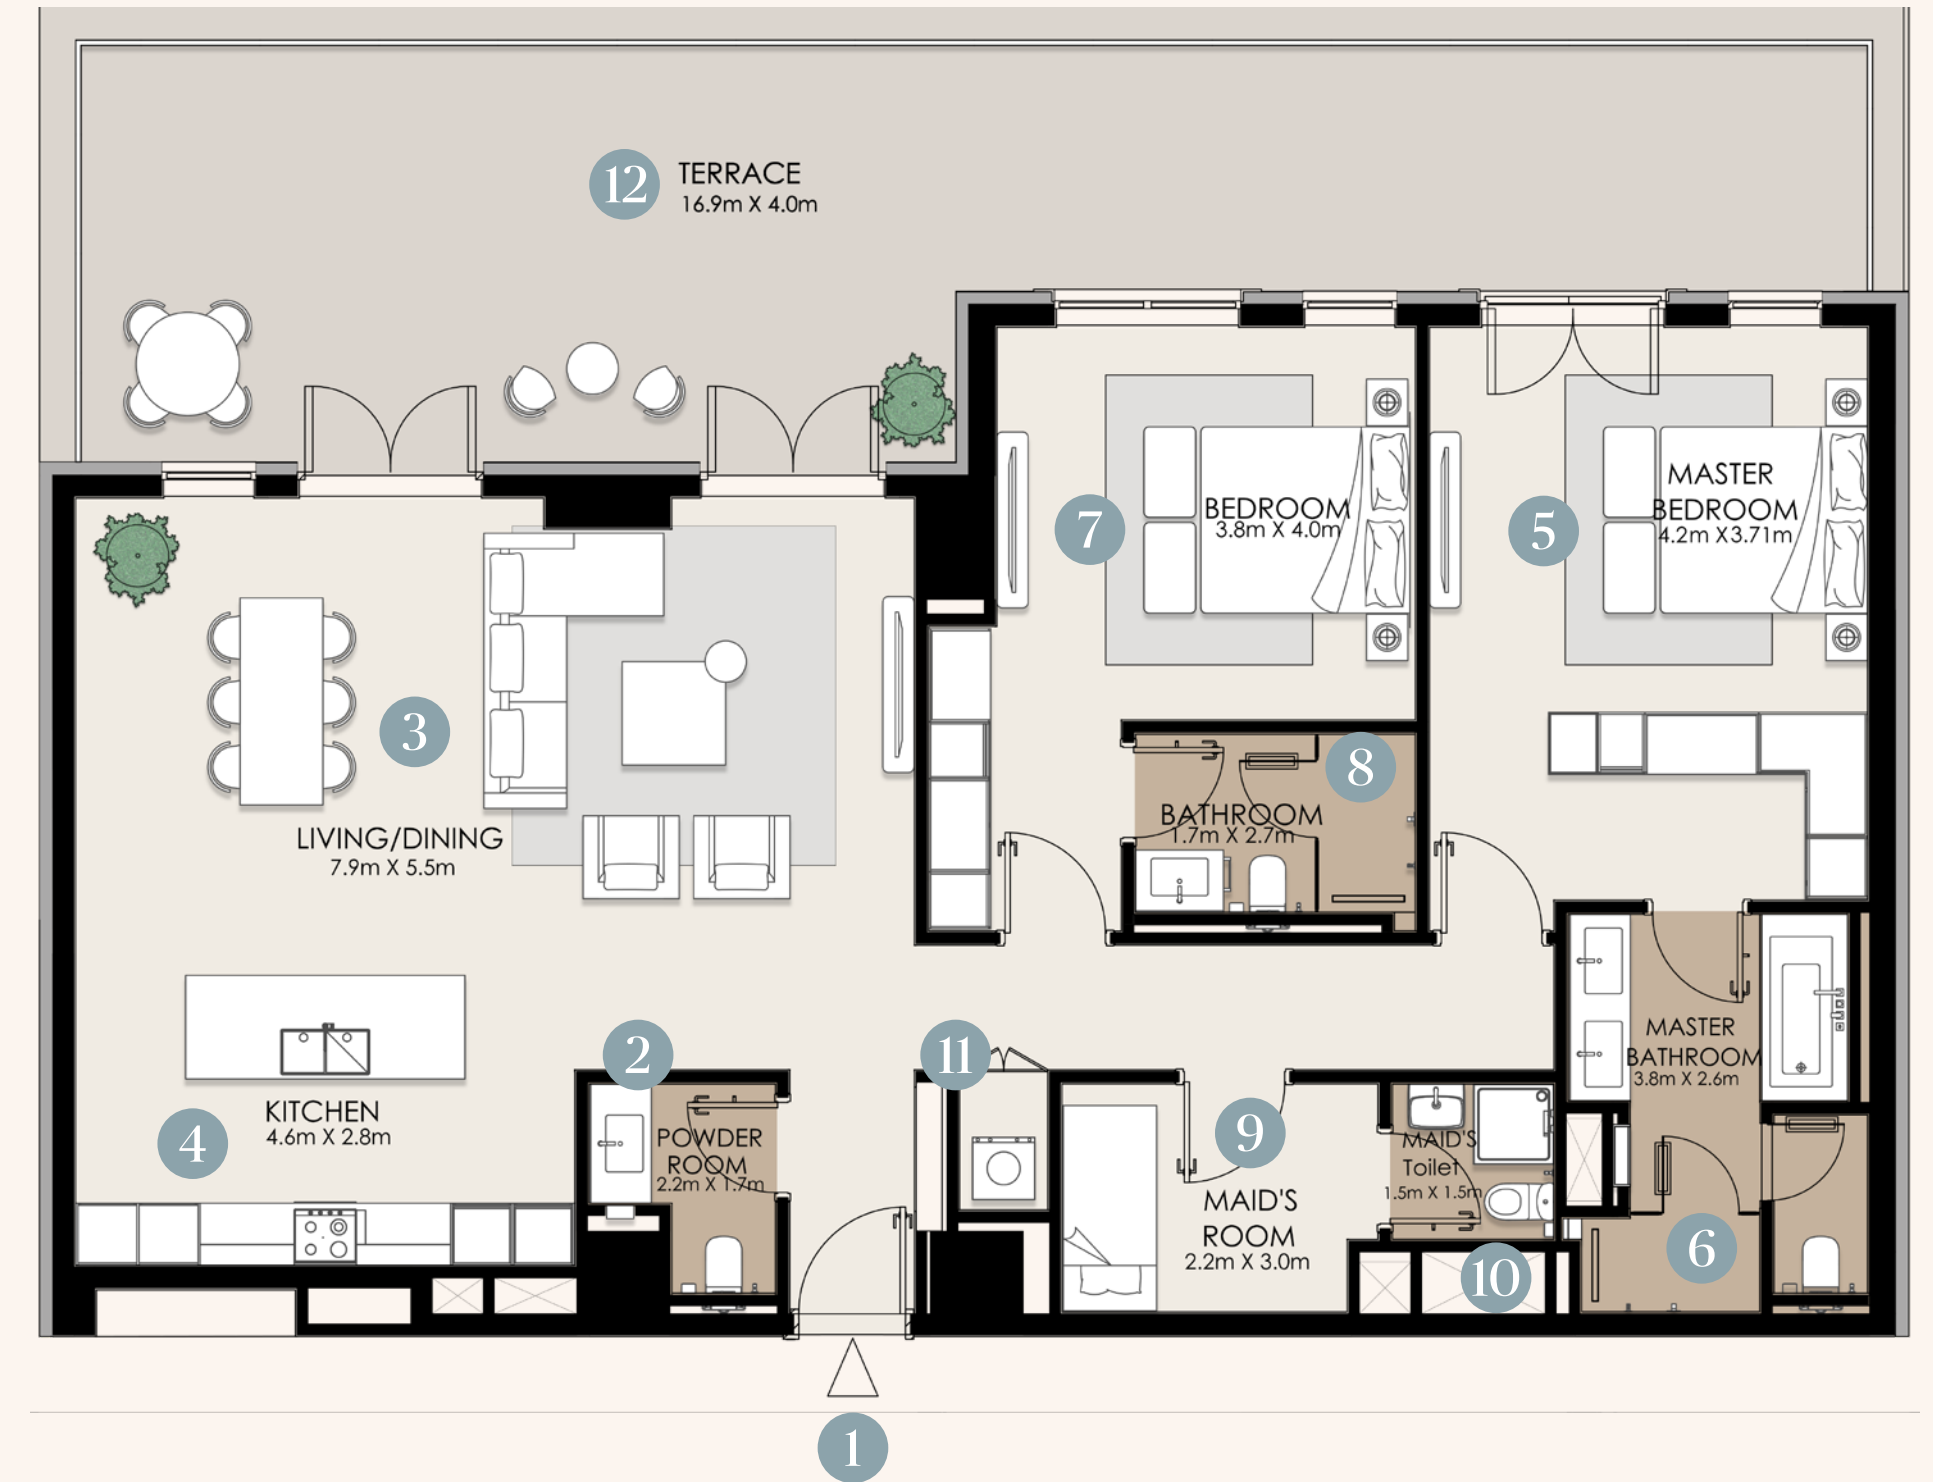 12
TERRACE
16.9m X 4.0m
7
BEDROOM
3.8m X 4.0m
5
MASTER
BEDROOM
4.2m X3.71m
3
LIVING/DINING
7.9m X 5.5m
8
BATHROOM
1.7m X 2.7m
4
KITCHEN
4.6m X 2.8m
2
POWDER
ROOM
2.2m X 1.7m
11
9
MAID'S
ROOM
2.2m X 3.0m
MAID'S
Toilet
1.5m X 1.5m
10
MASTER
BATHROOM
3.8m X 2.6m
6
1